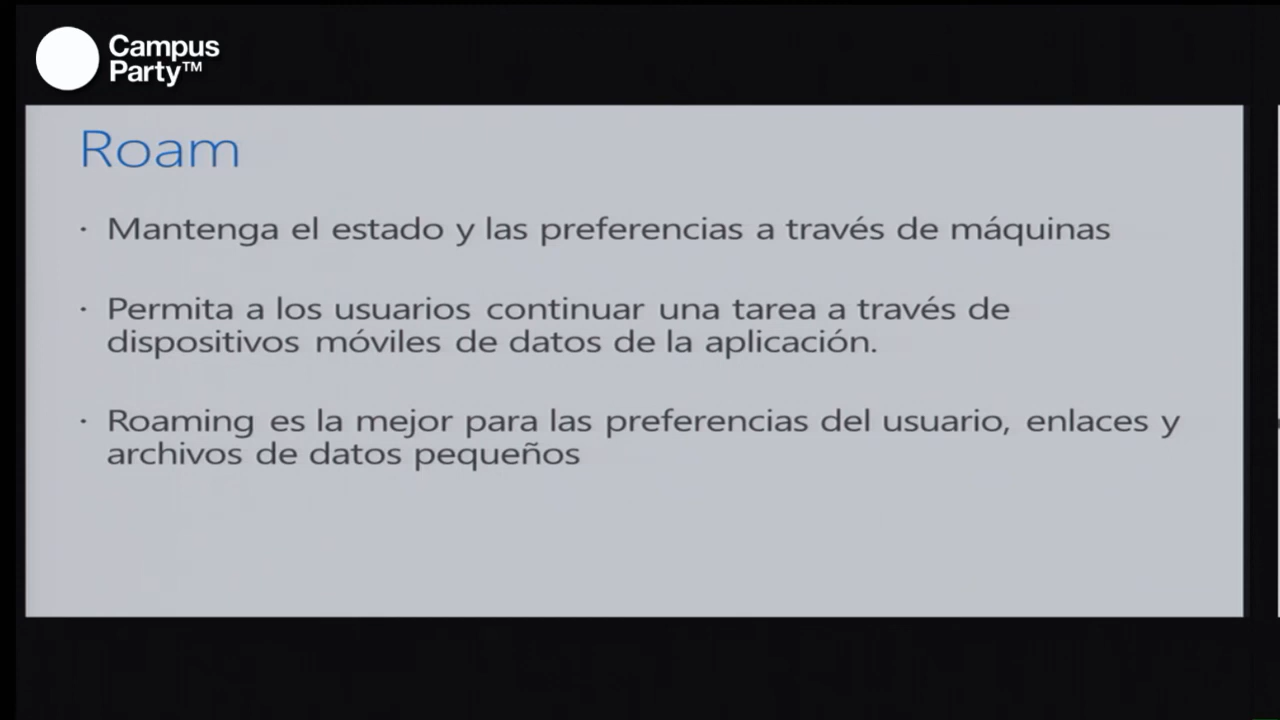 Campus
Party™
Roam
· Mantenga el estado y las preferencias a través de máquinas
· Permita a los usuarios continuar una tarea a través de
dispositivos móviles de datos de la aplicación.
· Roaming es la mejor para las preferencias del usuario, enlaces y
archivos de datos pequeños